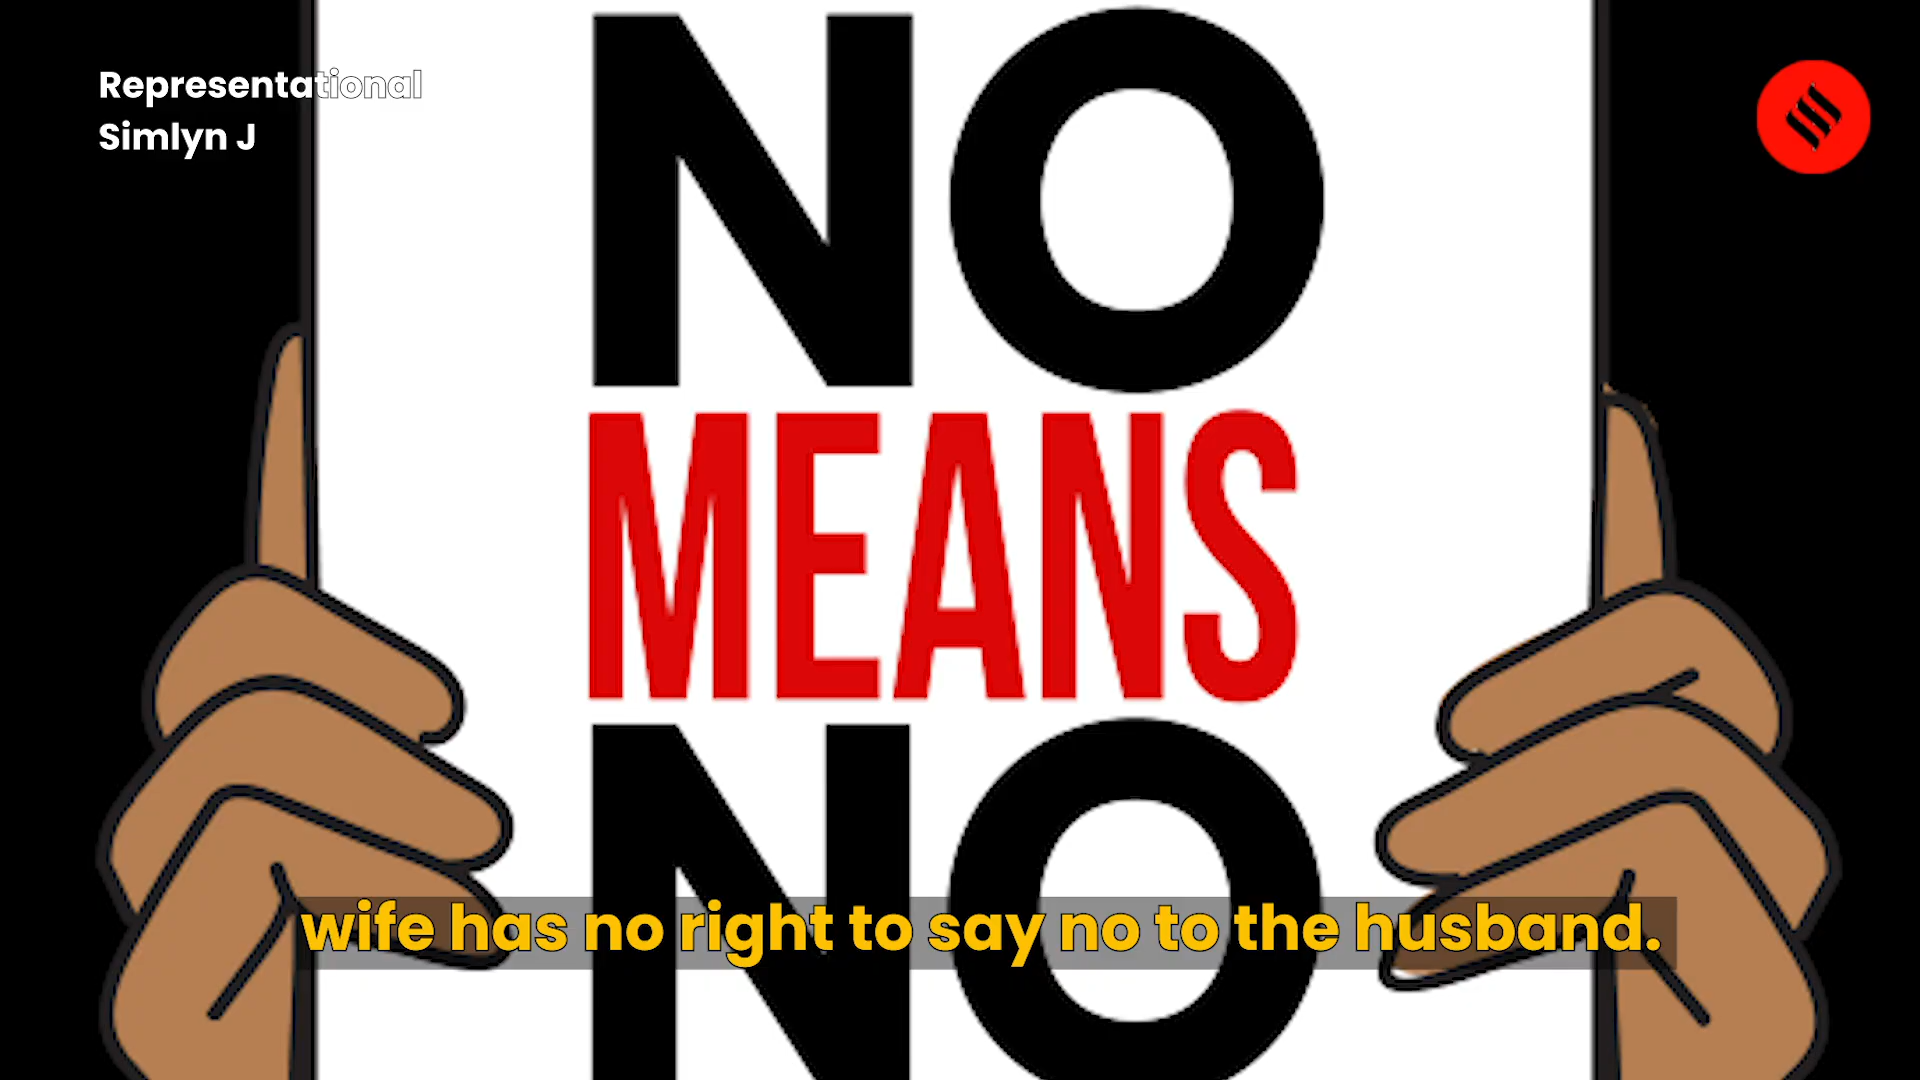 Representational
Simlyn J
NO
MEANS
NO
wife has no right to say no to the husband.